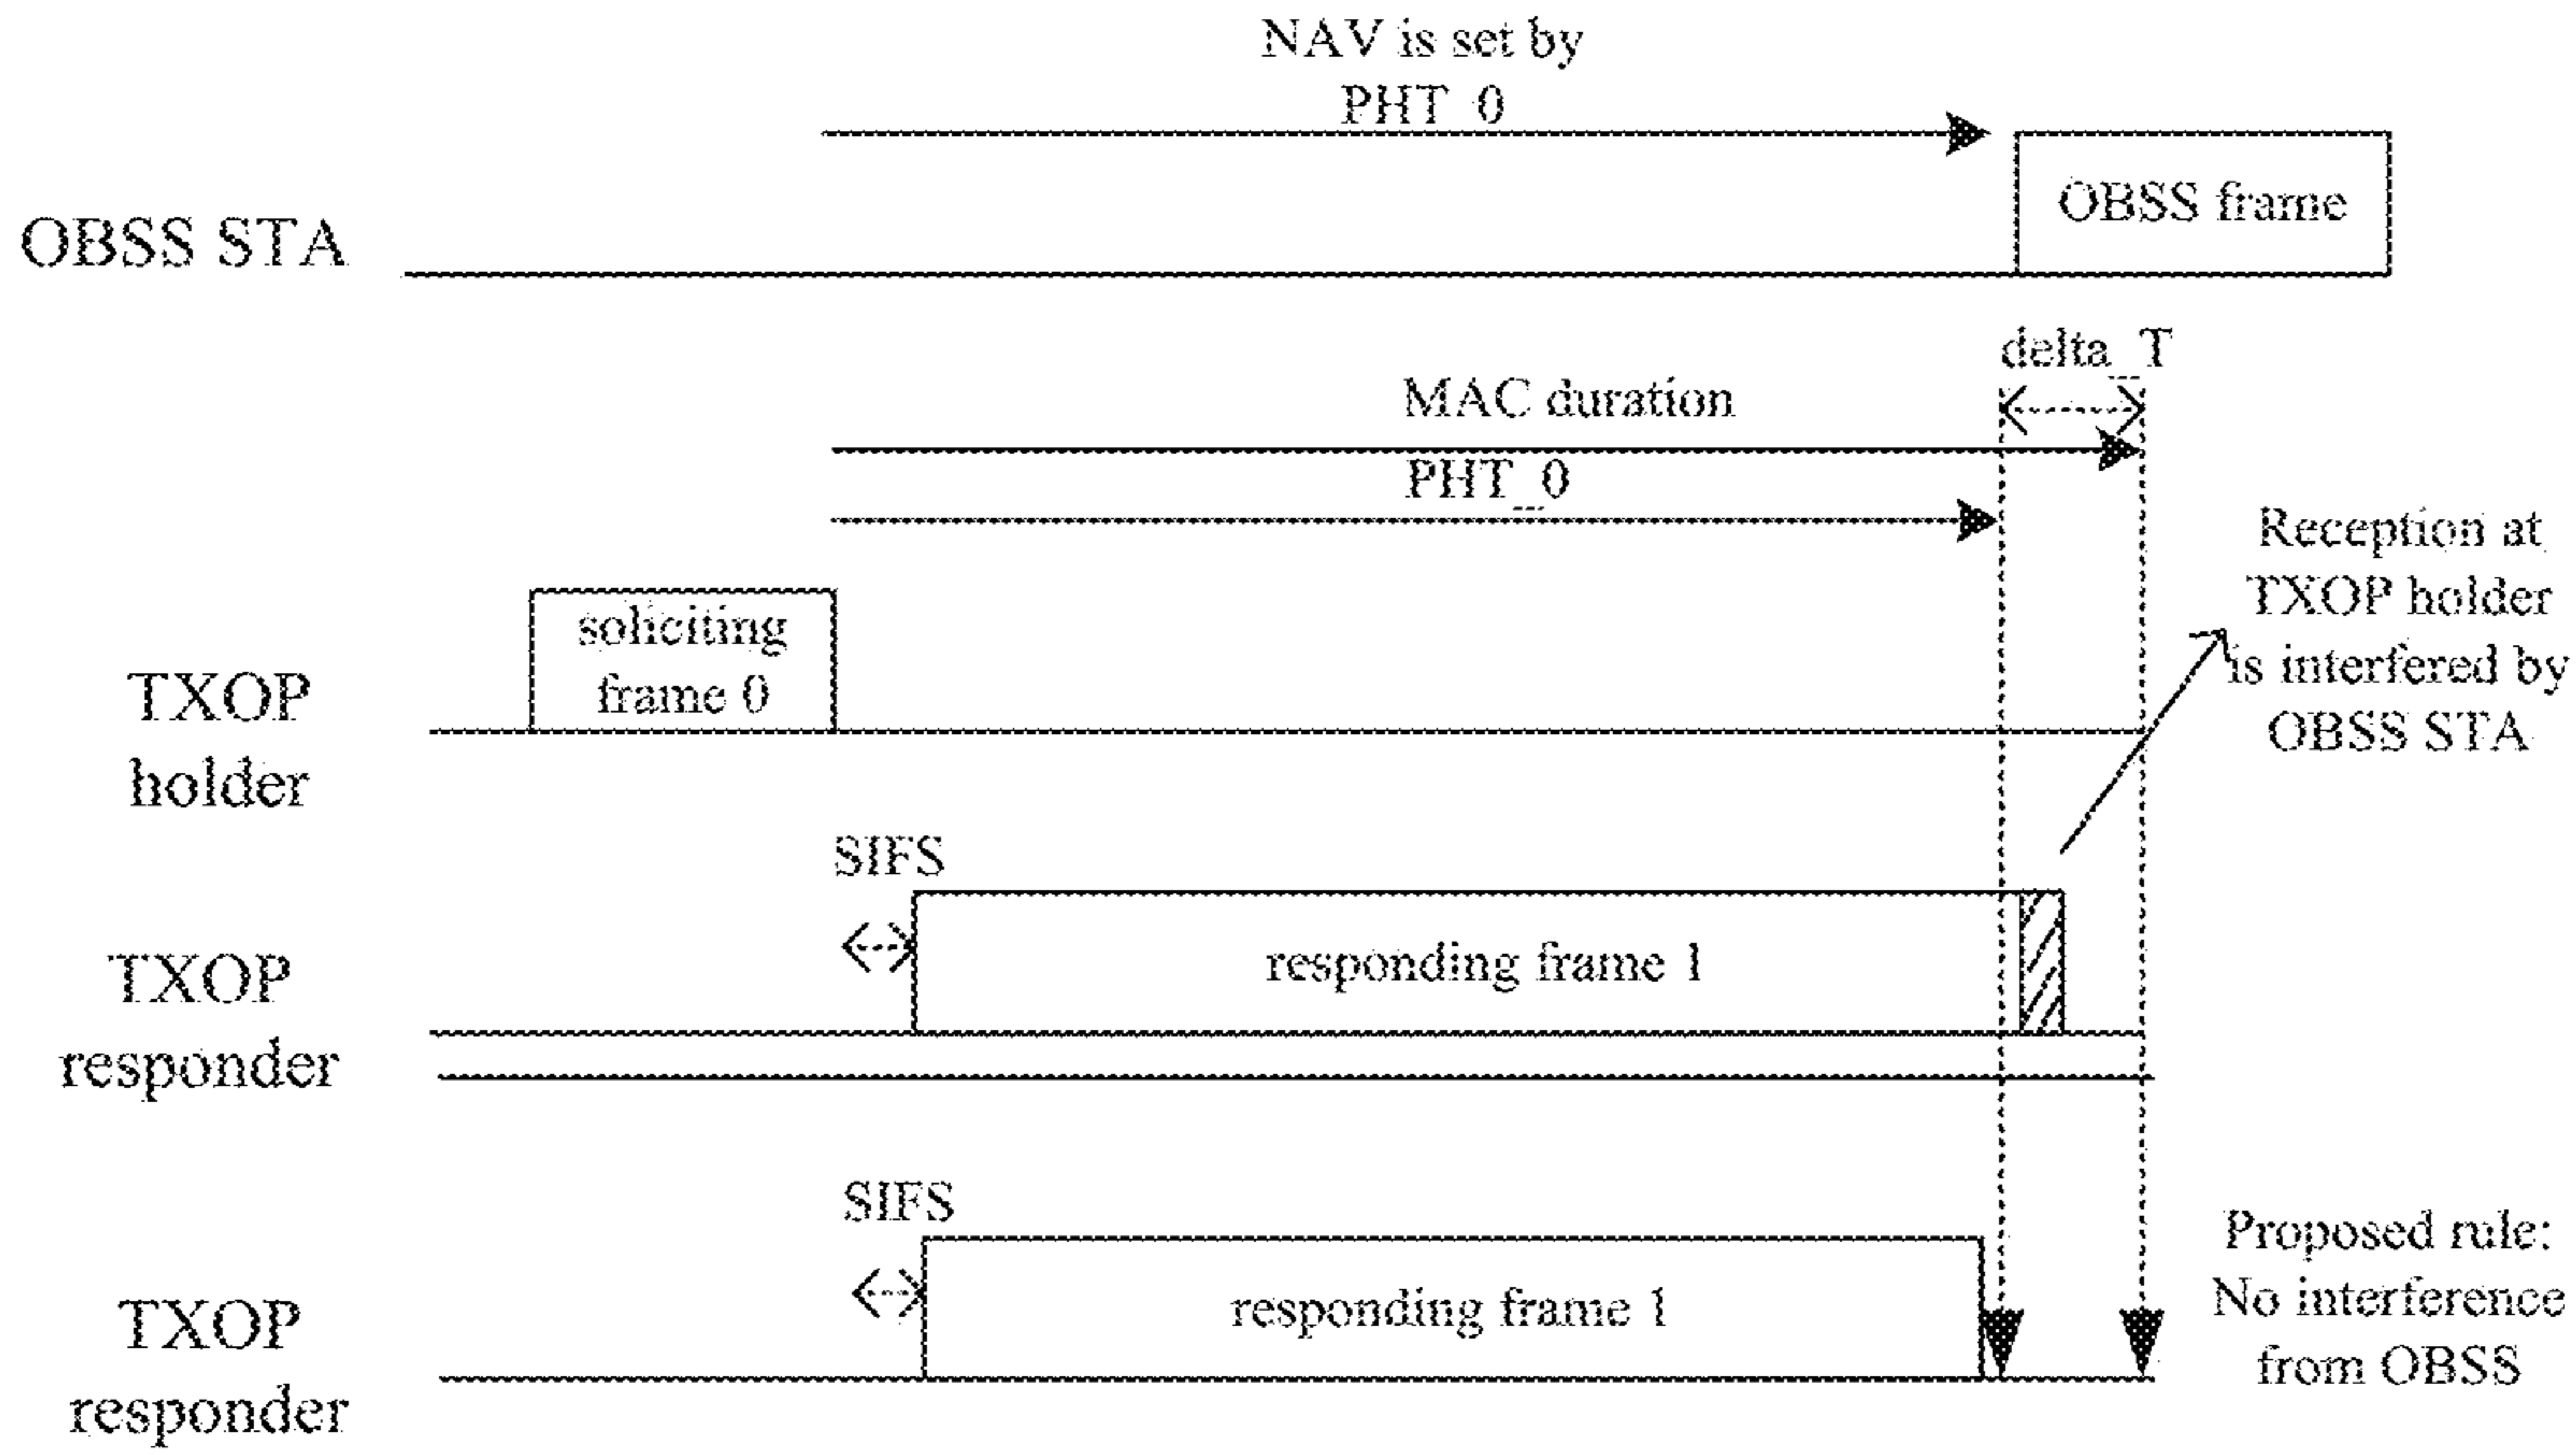 NAV is set by
PHT_0
OBSS STA
OBSS frame
delta_T
MAC duration
PHT_0
Reception at
TXOP holder
is interfered by
OBSS STA
soliciting
frame 0
TXOP
holder
SIFS
responding frame 1
TXOP
responder
SIFS
responding frame 1
TXOP
responder
Proposed rule:
No interference
from OBSS